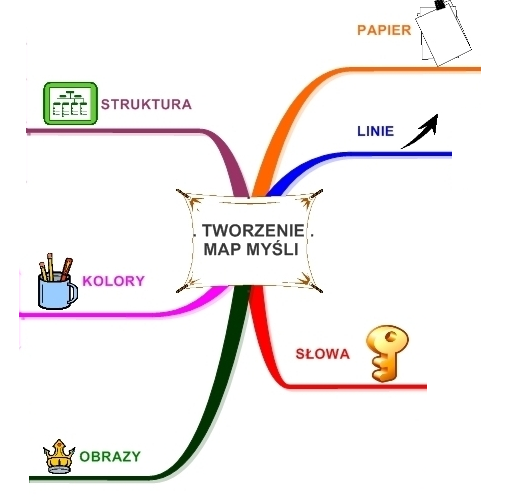 PAPIER
STRUKTURA
LINIE
. TWORZENIE .
MAP MYŚLI
KOLORY
SŁOWA
OBRAZY